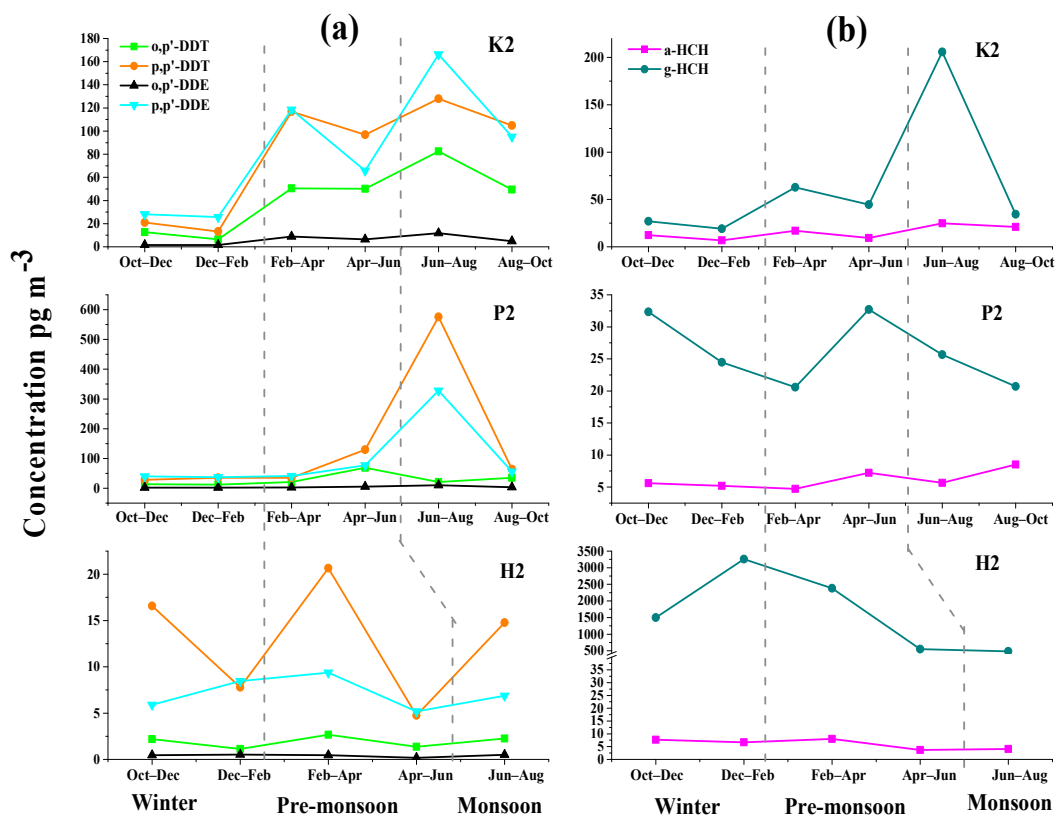 (a)
(b)
Concentration pg m-3
o,p'-DDT
p,p'-DDT
o,p'-DDE
p,p'-DDE
K2
180
160
140
120
100
80
60
40
20
0
Oct–Dec Dec–Feb Feb–Apr Apr–Jun Jun–Aug Aug–Oct
a-HCH
g-HCH
K2
200
150
100
50
0
Oct–Dec Dec–Feb Feb–Apr Apr–Jun Jun–Aug Aug–Oct
P2
600
500
400
300
200
100
0
Oct–Dec Dec–Feb Feb–Apr Apr–Jun Jun–Aug Aug–Oct
P2
35
30
25
20
15
10
5
Oct–Dec Dec–Feb Feb–Apr Apr–Jun Jun–Aug Aug–Oct
H2
20
15
10
5
0
Oct–Dec Dec–Feb Feb–Apr Apr–Jun Jun–Aug
Winter Pre-monsoon Monsoon
H2
3500
3000
2500
2000
1500
1000
500
35
30
25
20
15
10
5
0
Oct–Dec Dec–Feb Feb–Apr Apr–Jun Jun–Aug
Winter Pre-monsoon Monsoon